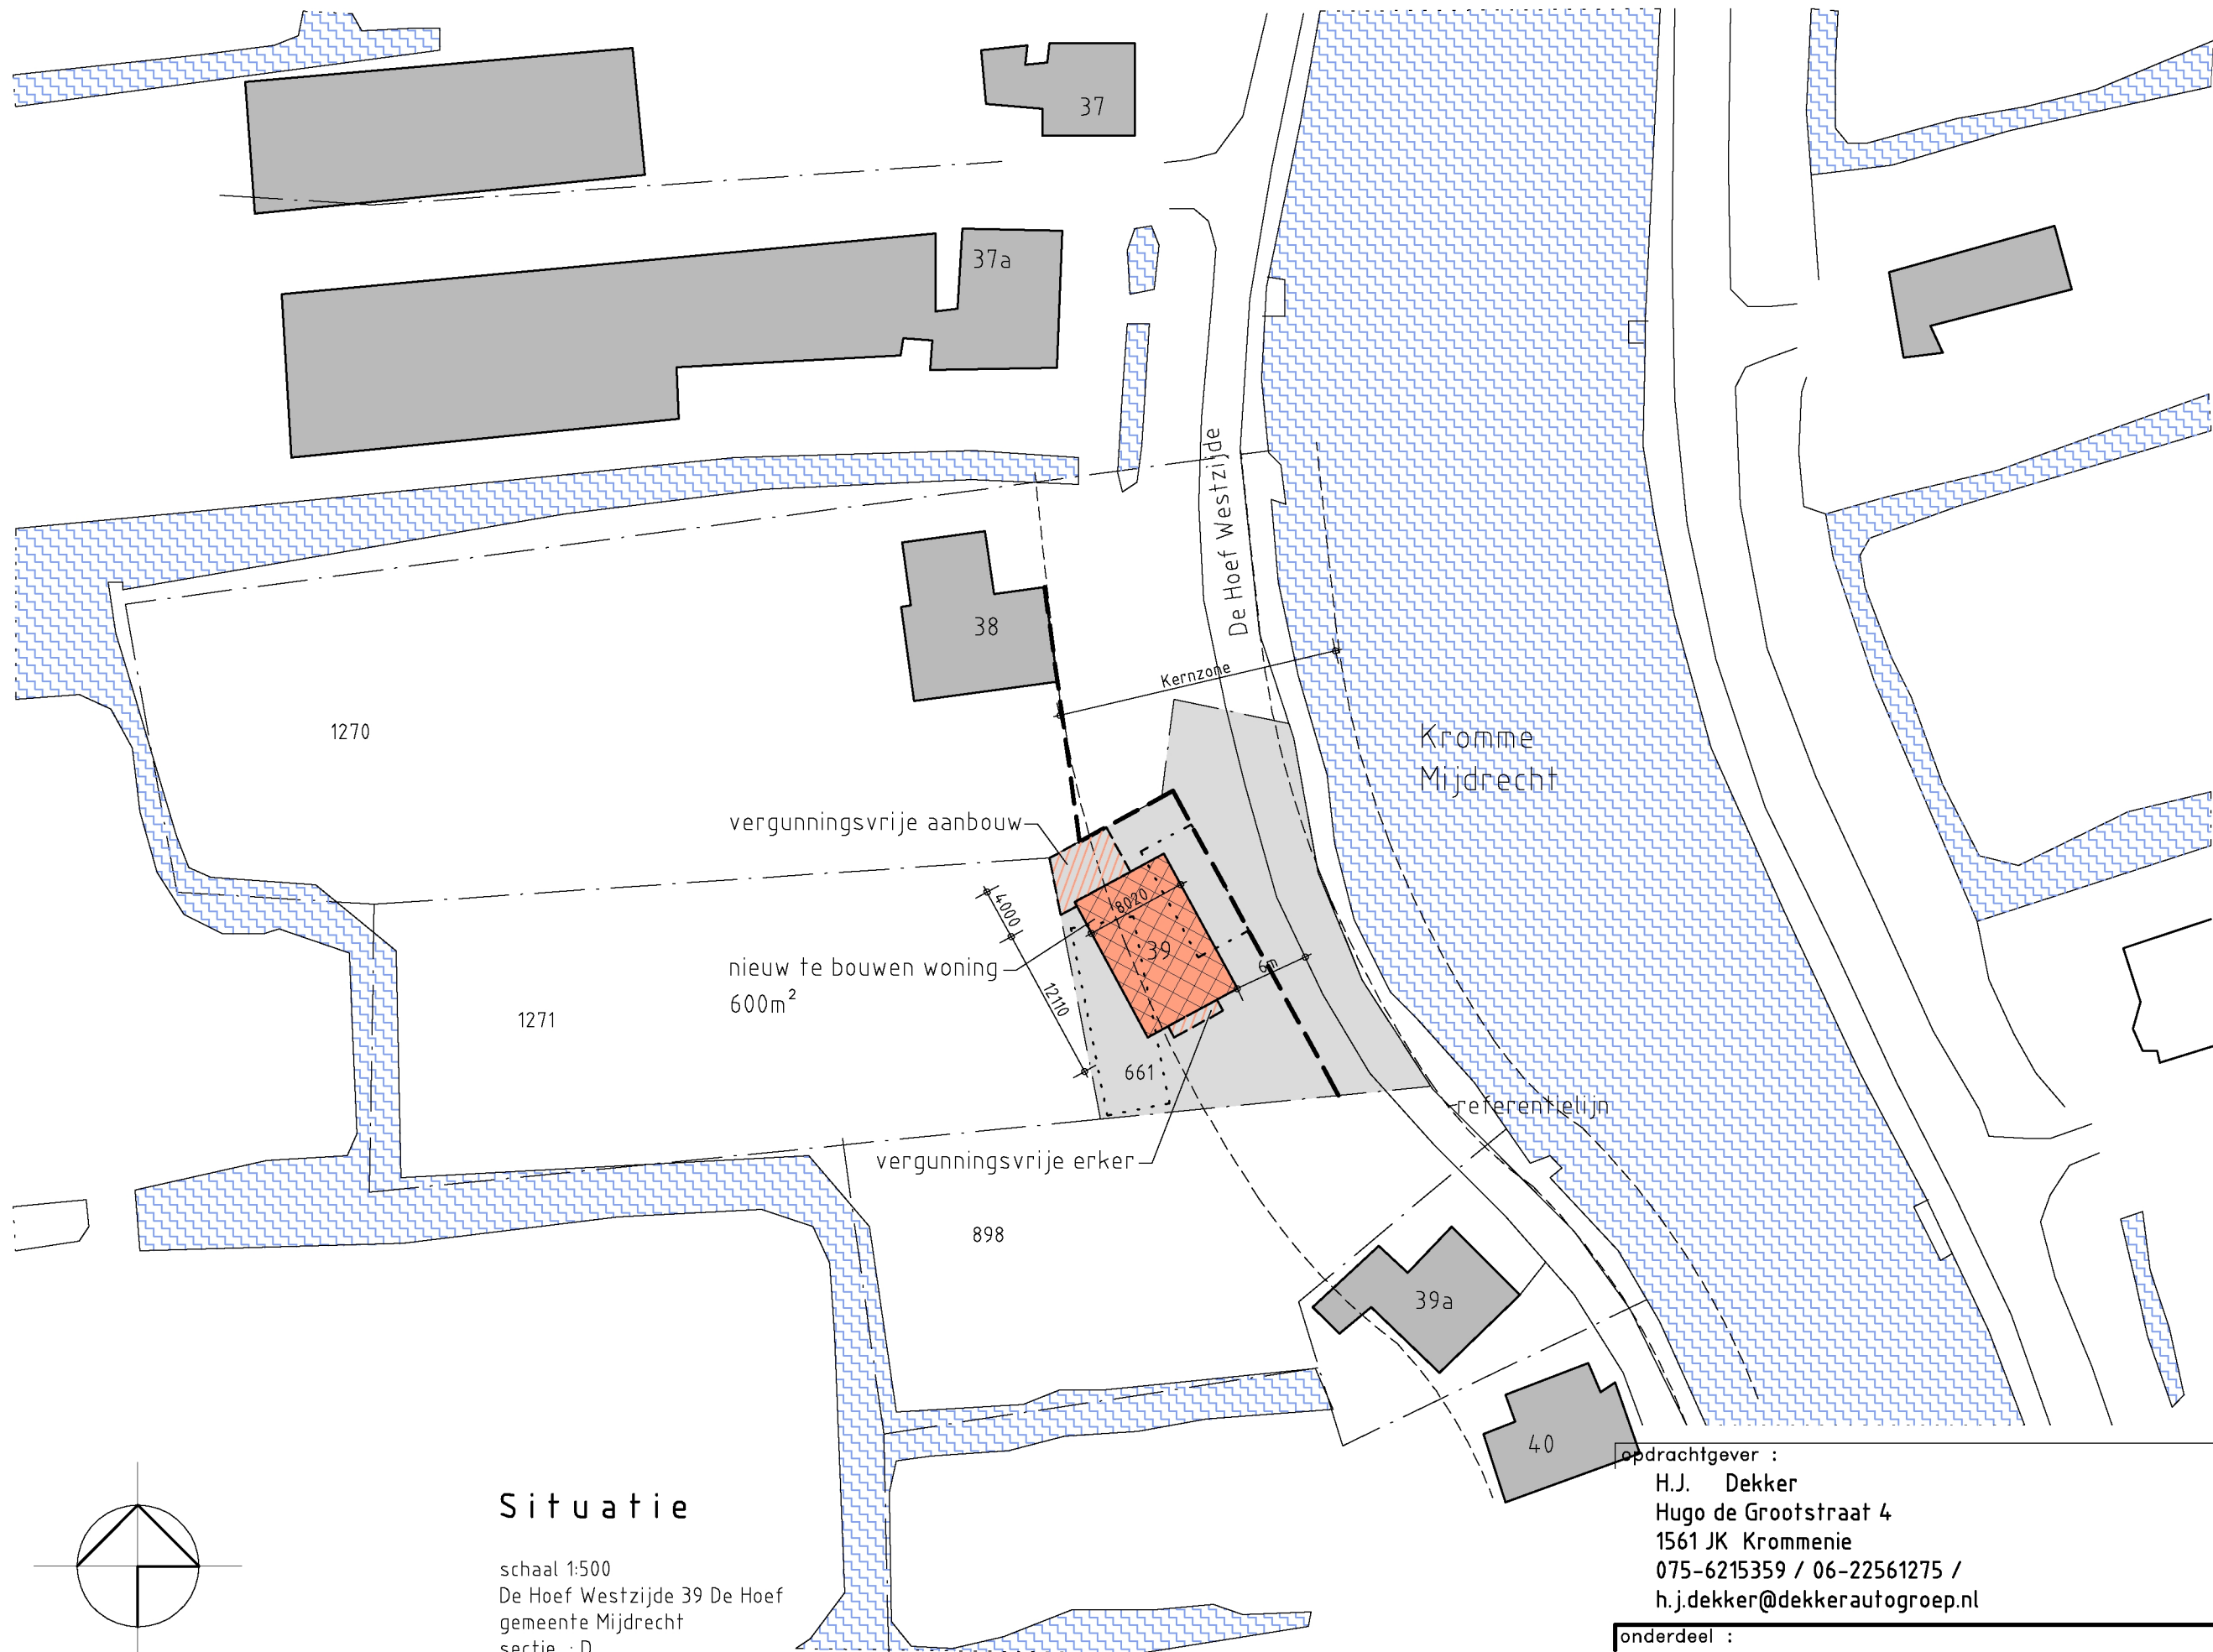 37
37a
De Hoef Westzijde
38
Kernzone
1270
Kromme
Mijdrecht
vergunningsvrije aanbouw
4000
8020
39
nieuw te bouwen woning
600m²
6m
12110
1271
661
referentielijn
vergunningsvrije erker
898
39a
40
Situatie
schaal 1:500
De Hoef Westzijde 39 De Hoef
gemeente Mijdrecht
sectie : D
opdrachtgever :
H.J. Dekker
Hugo de Grootstraat 4
1561 JK Krommenie
075-6215359 / 06-22561275 /
h.j.dekker@dekkerautogroep.nl
onderdeel :